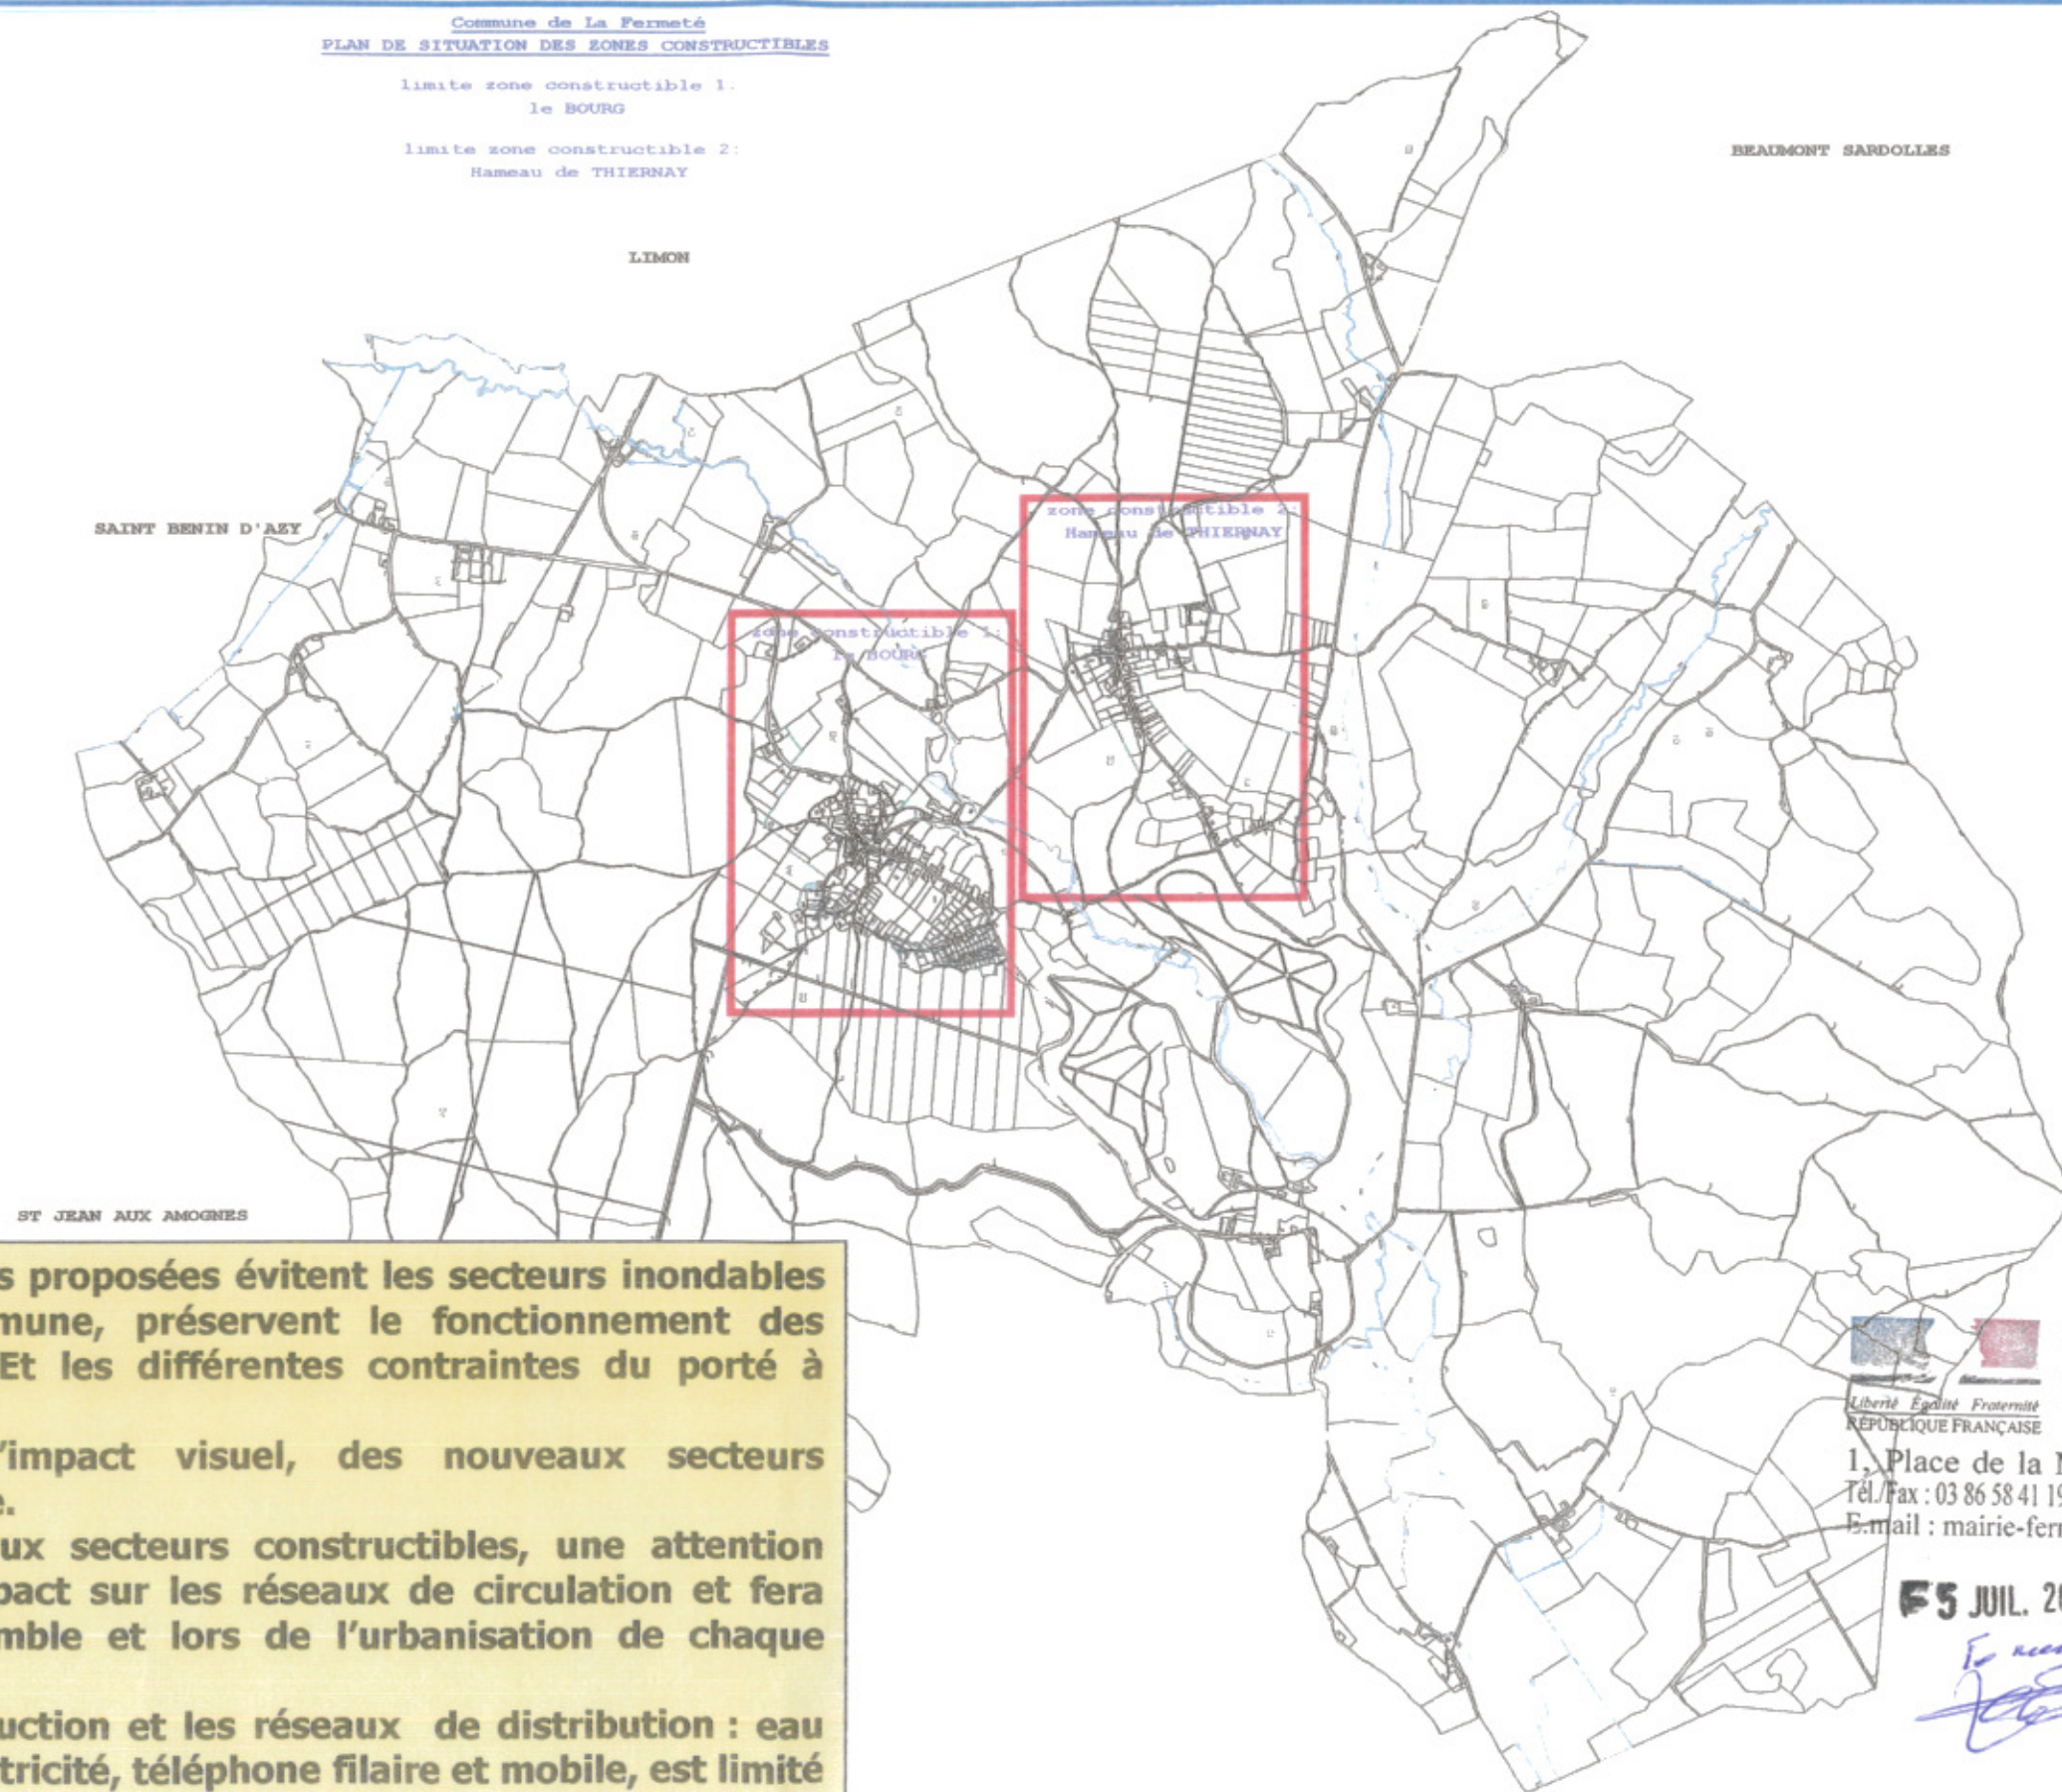 Commune de La Fermeté
PLAN DE SITUATION DES ZONES CONSTRUCTIBLES
limite zone constructible 1:
le BOURG
limite zone constructible 2:
Hameau de THIERNAY
BEAUMONT SARDOLLES
LIMON
SAINT BENIN D'AZY
zone constructible 2:
Hameau de THIERNAY
zone constructible 1:
le BOURG
ST JEAN AUX AMOGNES
s proposées évitent les secteurs inondables
mune, préservent le fonctionnement des
Et les différentes contraintes du porté à
'impact visuel, des nouveaux secteurs
e.
ux secteurs constructibles, une attention
pact sur les réseaux de circulation et fera
mble et lors de l'urbanisation de chaque
uction et les réseaux de distribution : eau
tricité, téléphone filaire et mobile, est limité
Liberté Égalité Fraternité
RÉPUBLIQUE FRANÇAISE
1, Place de la
Tél./Fax : 03 86 58 41 19
E.mail : mairie-fer
5 JUIL. 20